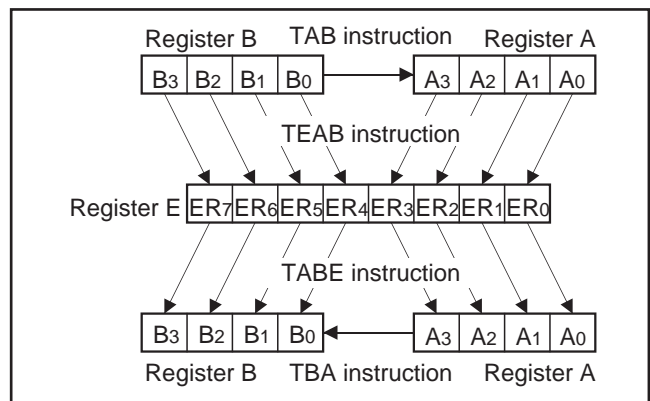 Register B TAB instruction Register A
B3 B2 B1 B0 A3 A2 A1 A0
TEAB instruction
Register E ER7 ER6 ER5 ER4 ER3 ER2 ER1 ER0
TABE instruction
B3 B2 B1 B0 A3 A2 A1 A0
Register B TBA instruction Register A